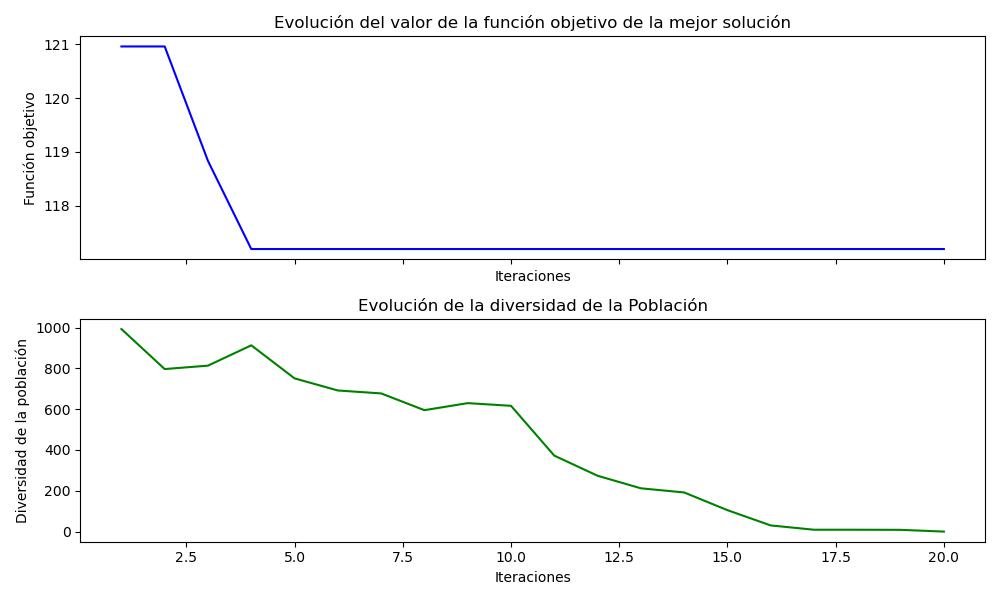 Evolución del valor de la función objetivo de la mejor solución
121
120
119
118
Función objetivo
Iteraciones
Evolución de la diversidad de la Población
1000
800
600
400
200
0
Diversidad de la población
2.5 5.0 7.5 10.0 12.5 15.0 17.5 20.0
Iteraciones